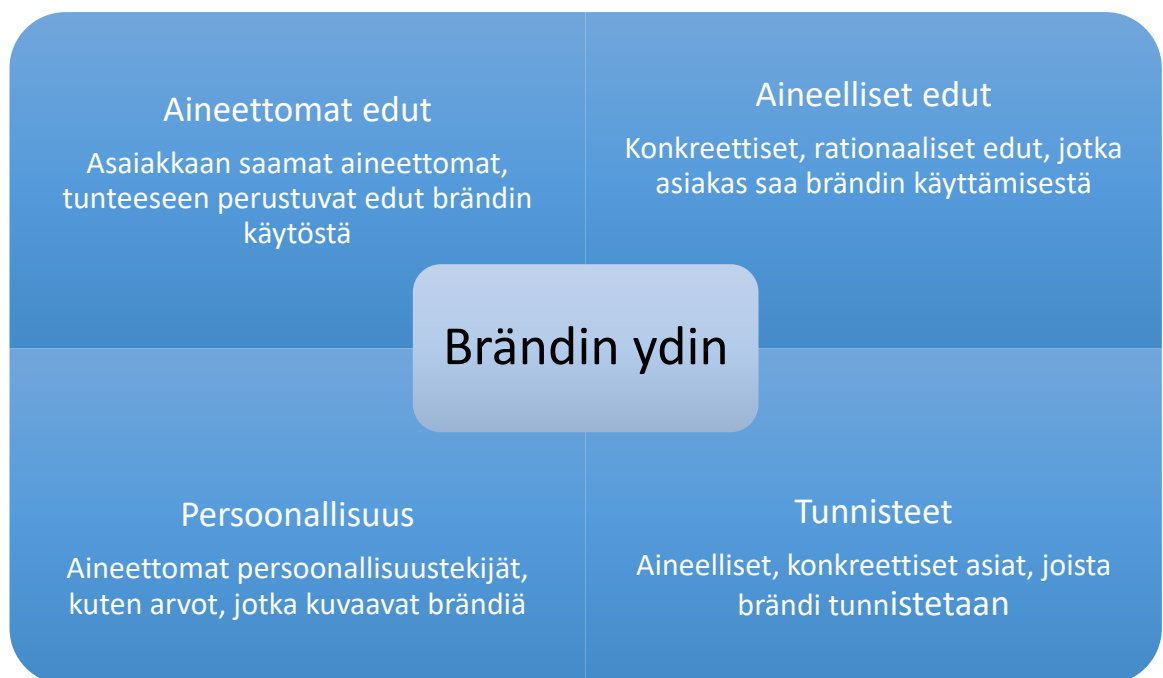 Aineettomat edut
Asaiakkaan saamat aineettomat,
tunteeseen perustuvat edut brändin
käytöstä
Aineelliset edut
Konkreettiset, rationaaliset edut, jotka
asiakas saa brändin käyttämisestä
Brändin ydin
Persoonallisuus
Aineettomat persoonallisuustekijät,
kuten arvot, jotka kuvaavat brändiä
Tunnisteet
Aineelliset, konkreettiset asiat, joista
brändi tunnistetaan